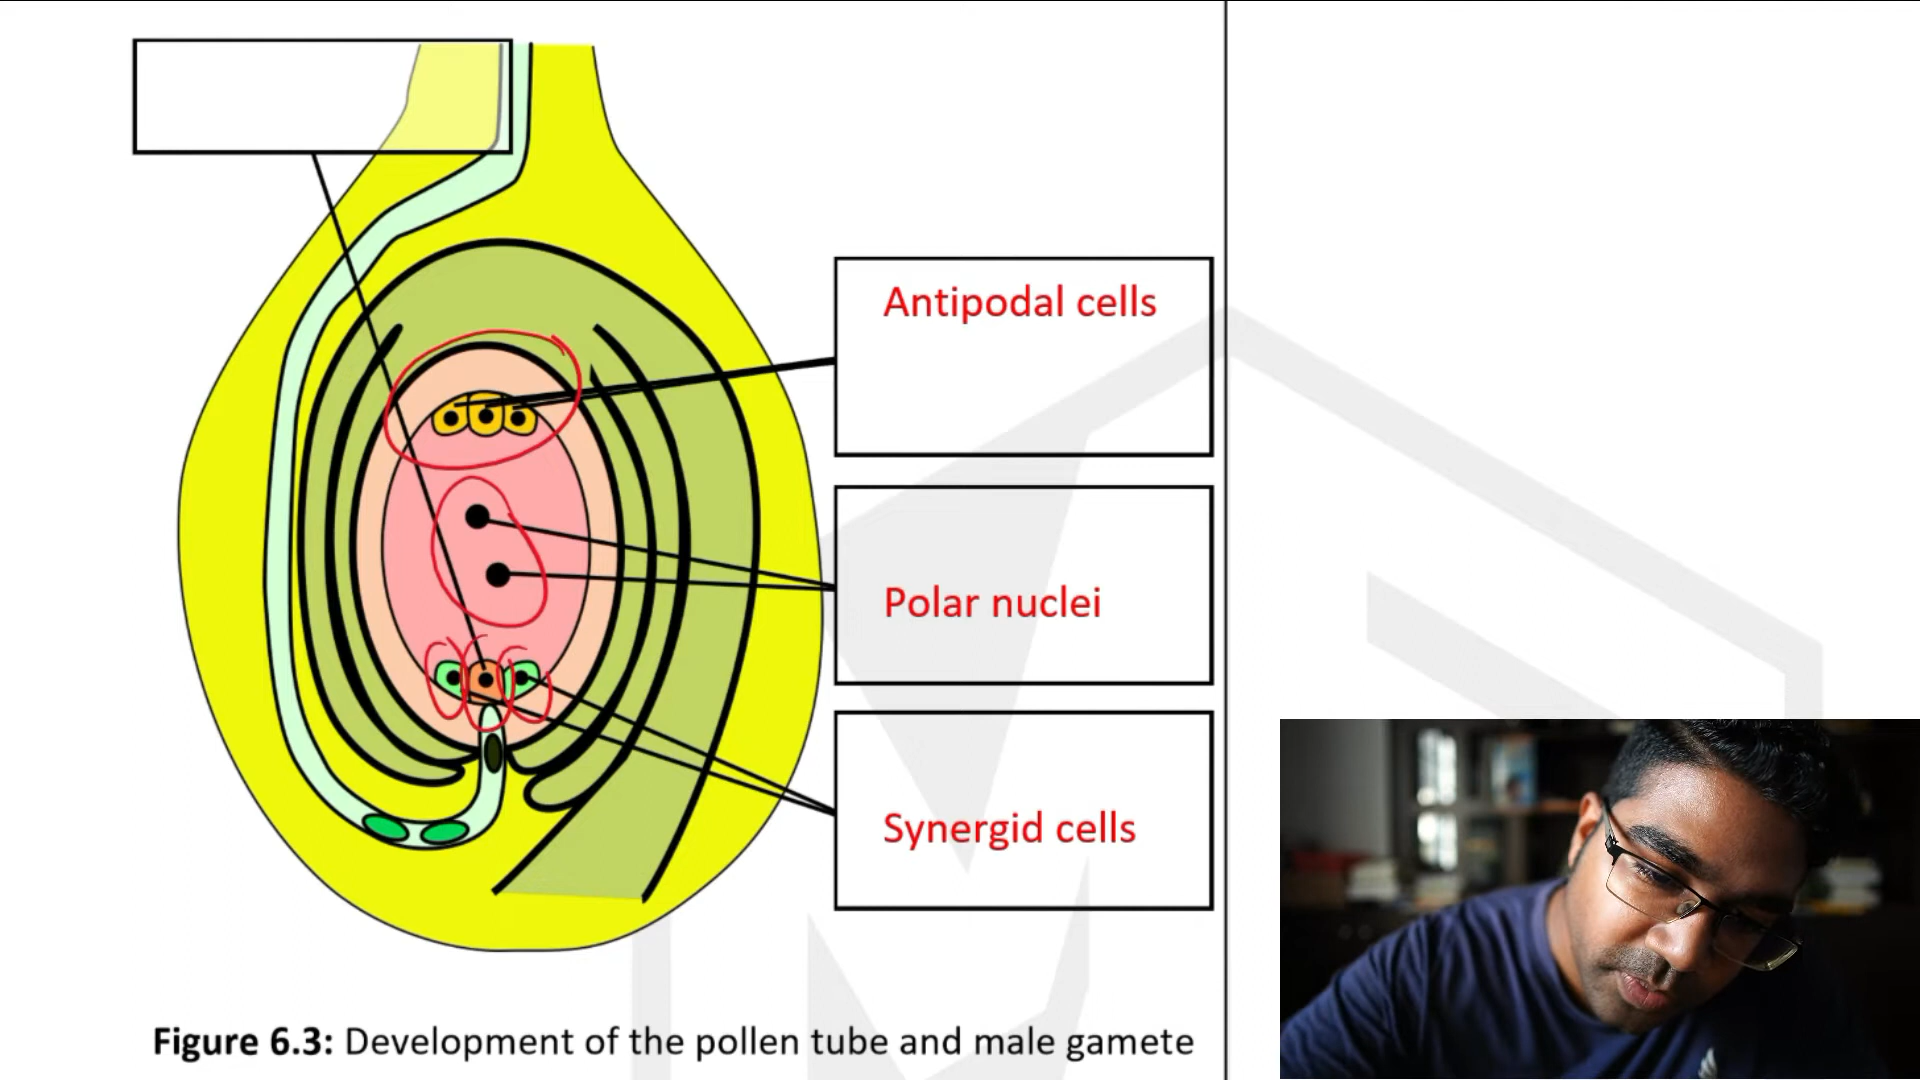 Antipodal cells
Polar nuclei
Synergid cells
Figure 6.3: Development of the pollen tube and male gamete